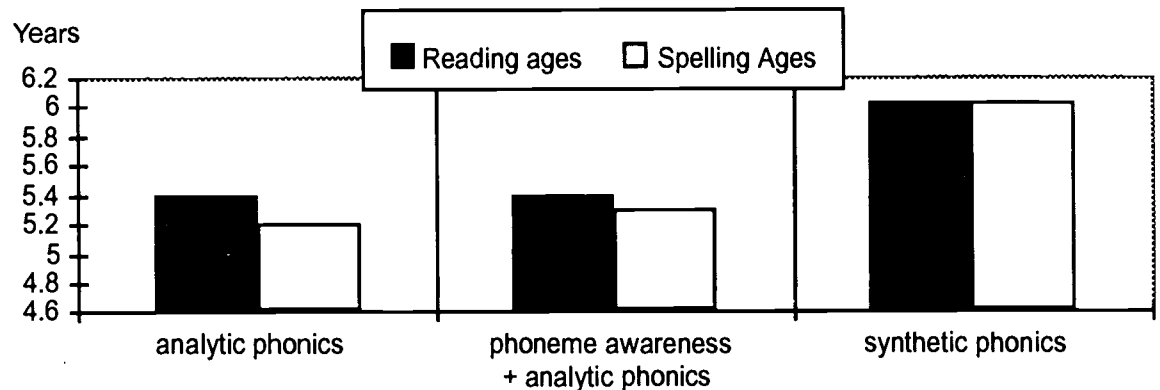 Years
Reading ages Spelling Ages
6.2
6
5.8
5.6
5.4
5.2
5
4.8
4.6
analytic phonics
phoneme awareness
+ analytic phonics
synthetic phonics